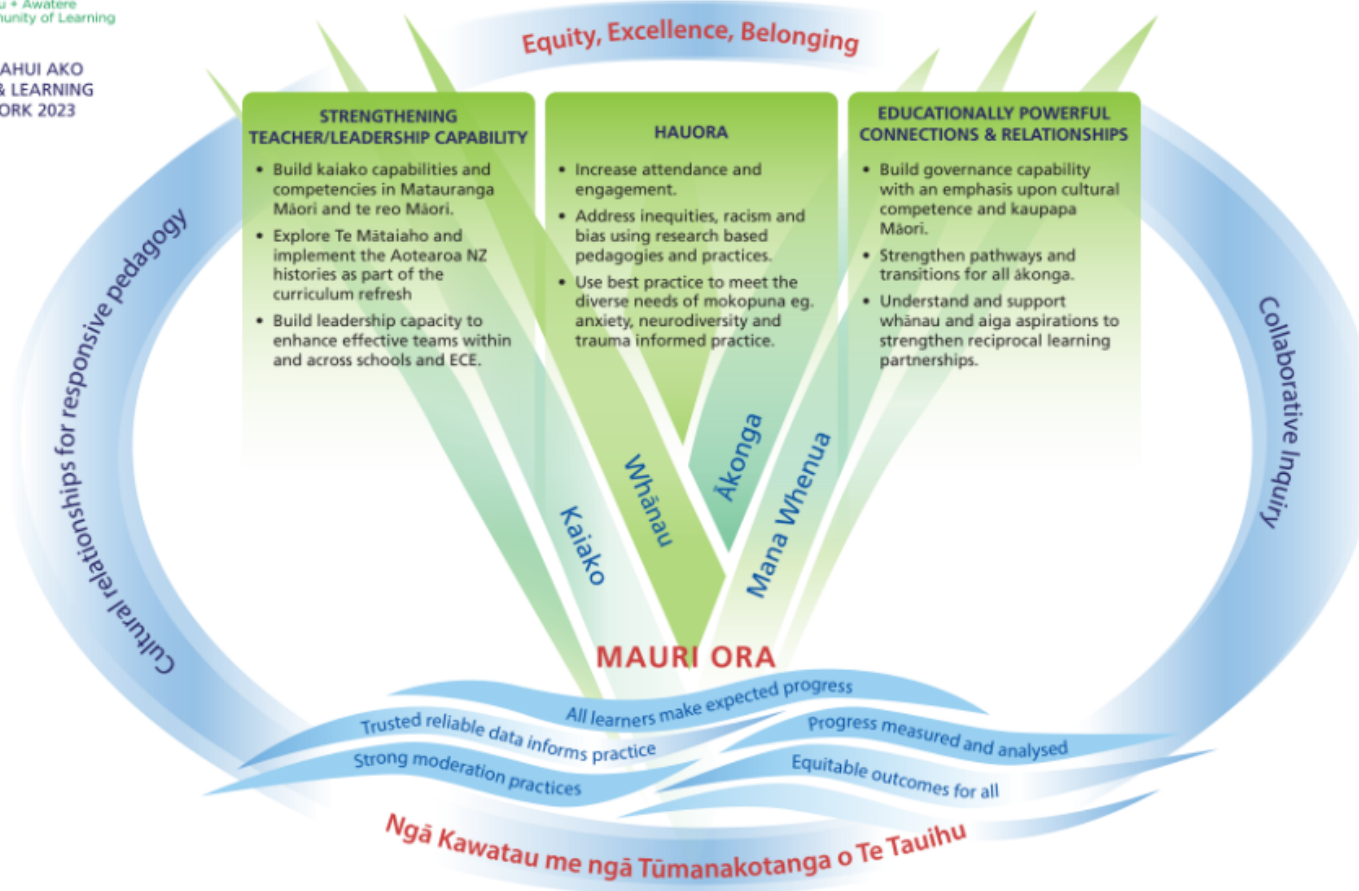 u + Awatere
munity of Learning
AHUI AKO
& LEARNING
ORK 2023
Equity, Excellence, Belonging
STRENGTHENING
TEACHER/LEADERSHIP CAPABILITY
• Build kaiako capabilities and
competencies in Matauranga
Māori and te reo Māori.
• Explore Te Mātaiaho and
implement the Aotearoa NZ
histories as part of the
curriculum refresh
• Build leadership capacity to
enhance effective teams within
and across schools and ECE.
HAUORA
• Increase attendance and
engagement.
• Address inequities, racism and
bias using research based
pedagogies and practices.
• Use best practice to meet the
diverse needs of mokopuna eg.
anxiety, neurodiversity and
trauma informed practice.
EDUCATIONALLY POWERFUL
CONNECTIONS & RELATIONSHIPS
• Build governance capability
with an emphasis upon cultural
competence and kaupapa
Māori.
• Strengthen pathways and
transitions for all ākonga.
• Understand and support
whānau and aiga aspirations to
strengthen reciprocal learning
partnerships.
Cultural relationships for responsive pedagogy
Collaborative Inquiry
Kaiako
Whānau
Ākonga
Mana Whenua
MAURI ORA
All learners make expected progress
Trusted reliable data informs practice
Progress measured and analysed
Strong moderation practices
Equitable outcomes for all
Ngā Kawatau me ngā Tūmanakotanga o Te Tauihu